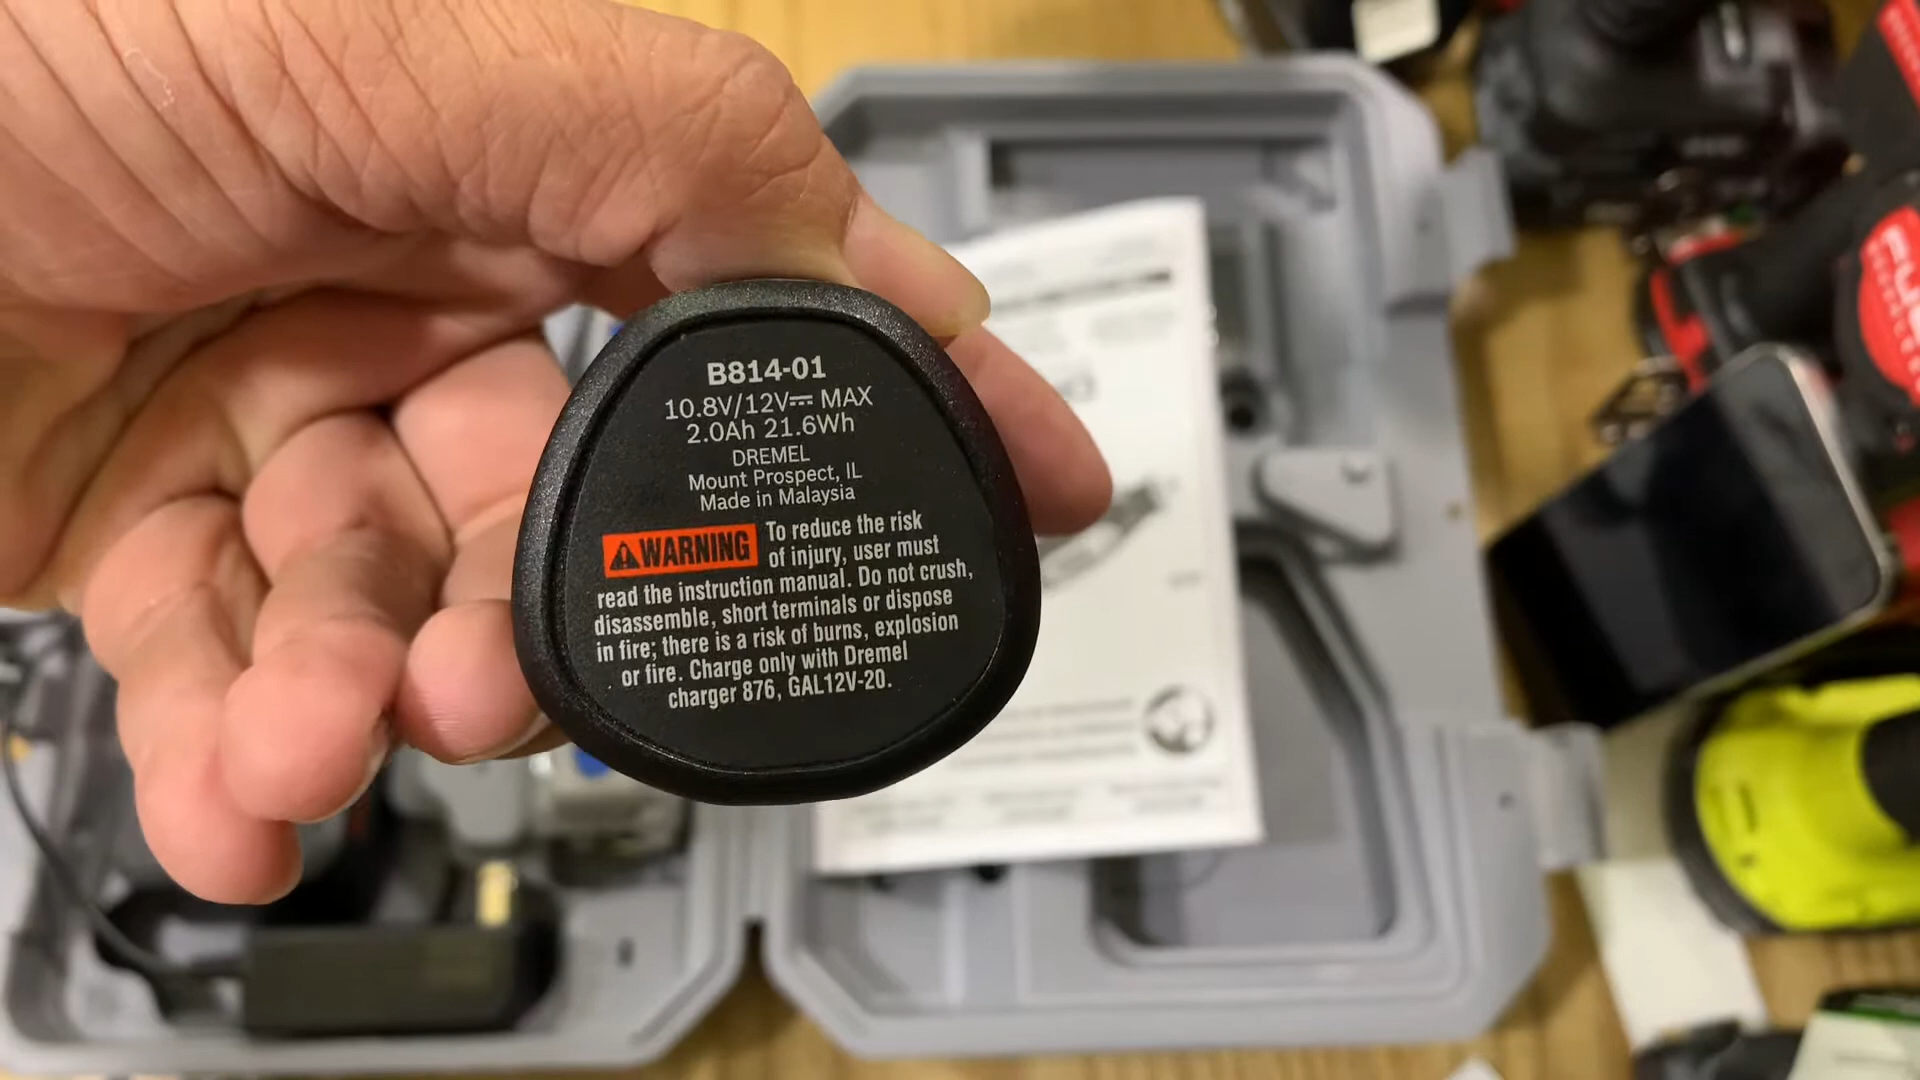 B814-01
10.8V/12V⎓ MAX
2.0Ah 21.6Wh
DREMEL
Mount Prospect, IL
Made in Malaysia
⚠WARNING To reduce the risk
of injury, user must
read the instruction manual. Do not crush,
disassemble, short terminals or dispose
in fire; there is a risk of burns, explosion
or fire. Charge only with Dremel
charger 876, GAL12V-20.
FUEL